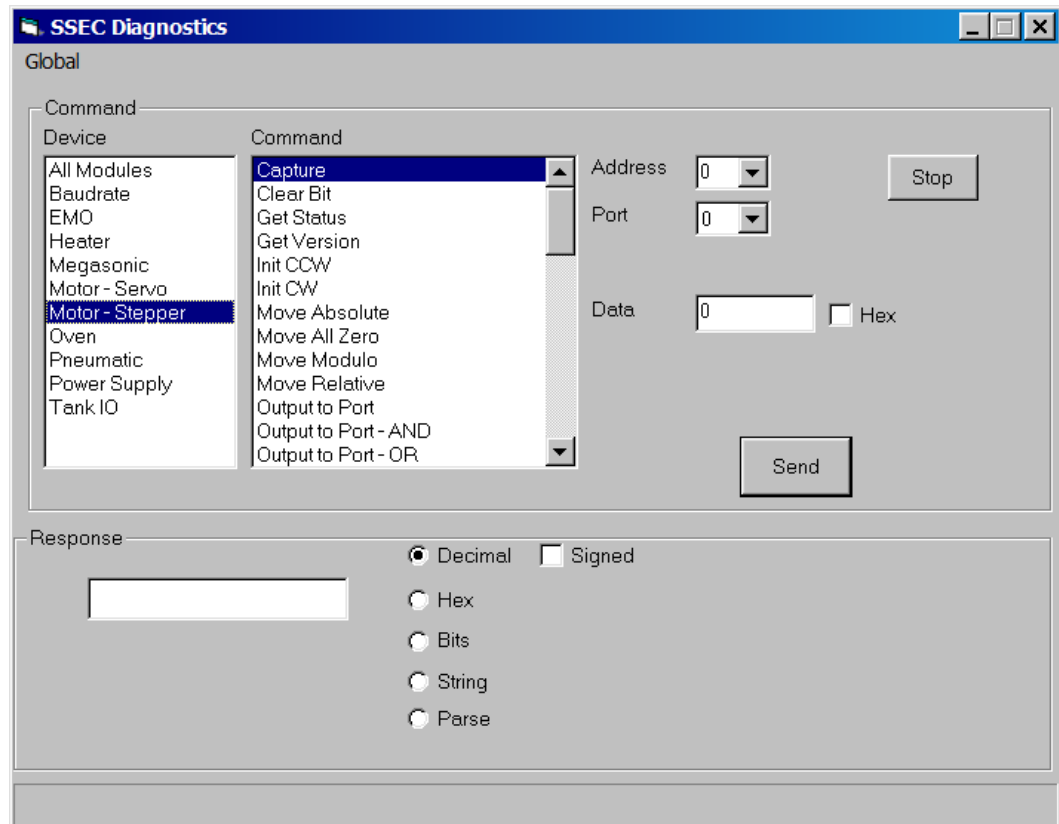 SSEC Diagnostics
Global
Command
Device
Command
All Modules
Baudrate
EMO
Heater
Megasonic
Motor - Servo
Motor - Stepper
Oven
Pneumatic
Power Supply
Tank IO
Capture
Clear Bit
Get Status
Get Version
Init CCW
Init CW
Move Absolute
Move All Zero
Move Modulo
Move Relative
Output to Port
Output to Port - AND
Output to Port - OR
Address 0
Port 0
Data 0 Hex
Stop
Send
Response
Decimal Signed
Hex
Bits
String
Parse